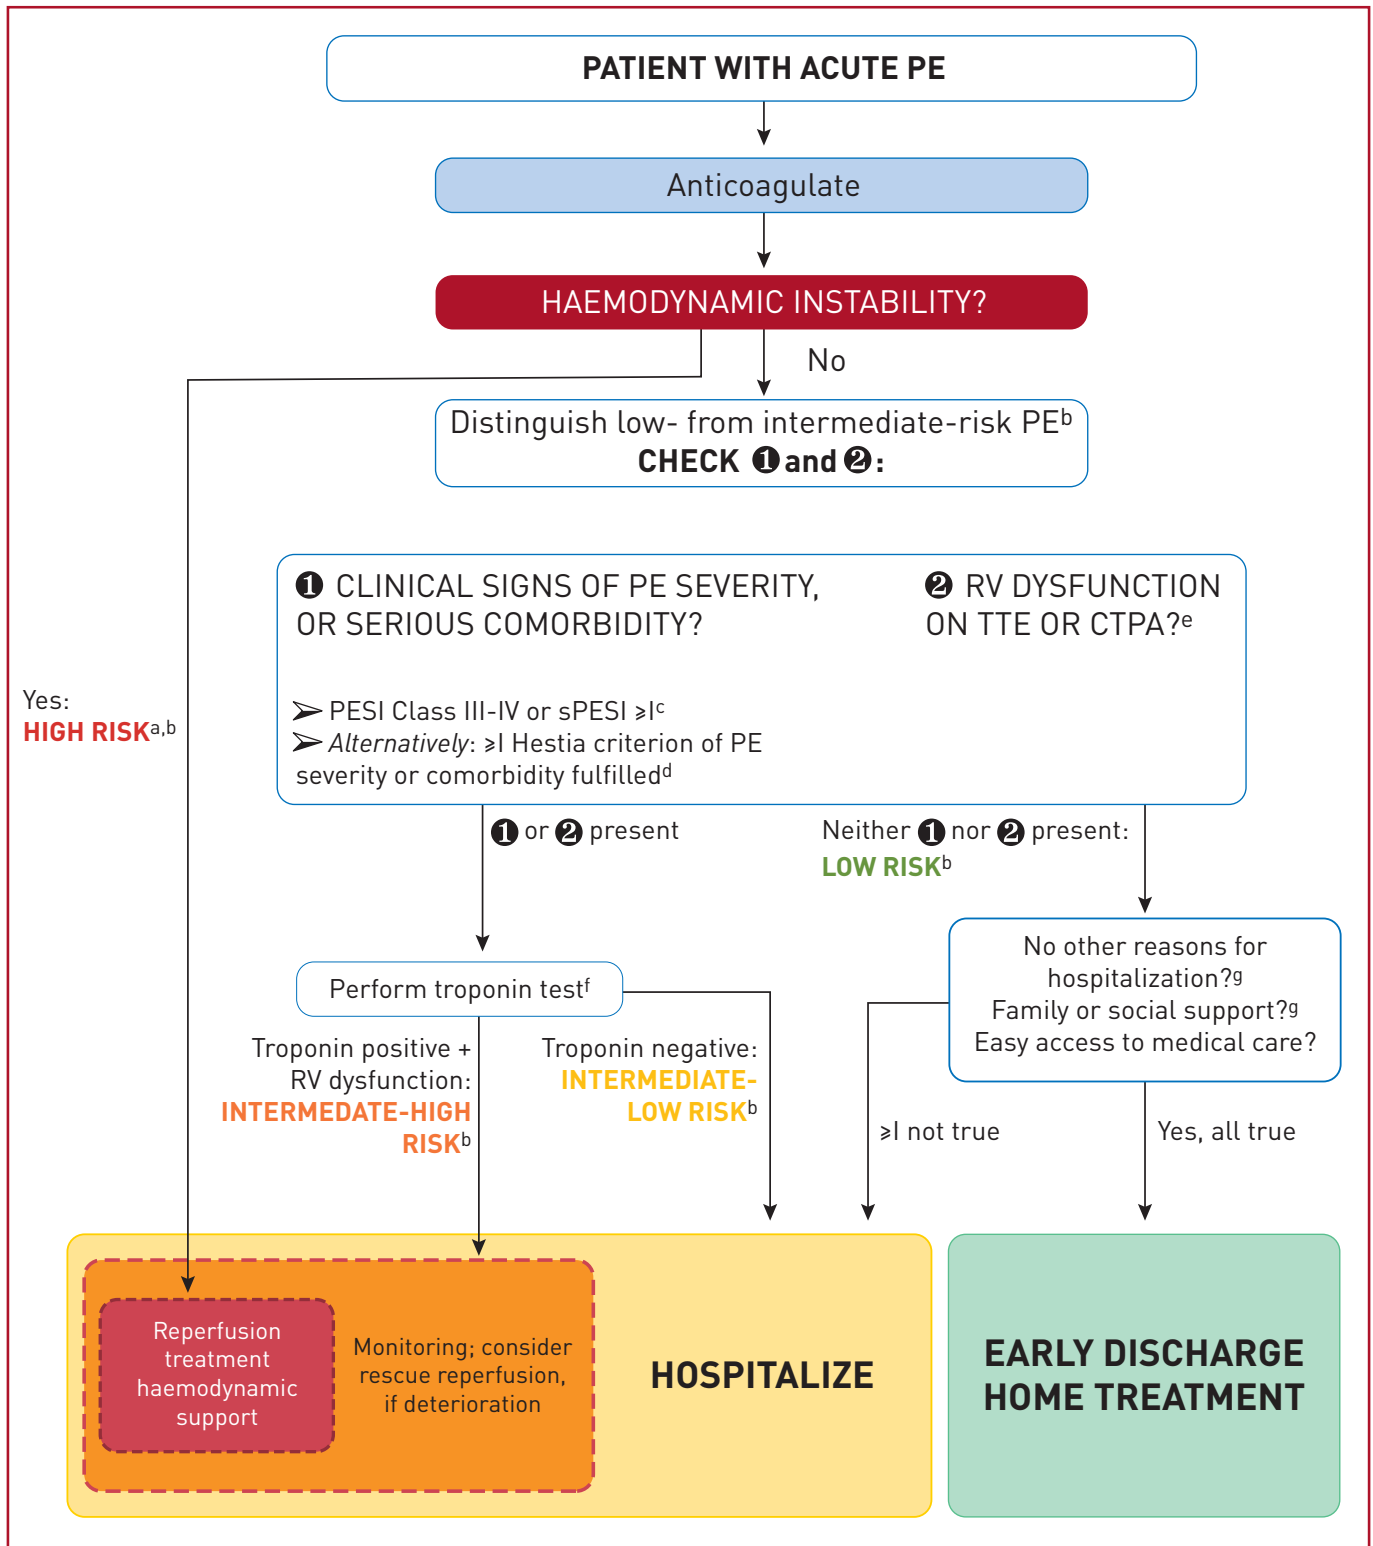 PATIENT WITH ACUTE PE
Anticoagulate
HAEMODYNAMIC INSTABILITY?
No
Distinguish low- from intermediate-risk PEᵇ
CHECK ❶ and ❷:
❶ CLINICAL SIGNS OF PE SEVERITY,
OR SERIOUS COMORBIDITY?
❷ RV DYSFUNCTION
ON TTE OR CTPA?ᵉ
➢ PESI Class III-IV or sPESI ⩾Iᶜ
➢ Alternatively: ⩾I Hestia criterion of PE
severity or comorbidity fulfilledᵈ
Yes:
HIGH RISKᵃ,ᵇ
❶ or ❷ present
Neither ❶ nor ❷ present:
LOW RISKᵇ
No other reasons for
hospitalization?ᵍ
Family or social support?ᵍ
Easy access to medical care?
Perform troponin testᶠ
Troponin positive +
RV dysfunction:
INTERMEDATE-HIGH
RISKᵇ
Troponin negative:
INTERMEDIATE-
LOW RISKᵇ
⩾I not true
Yes, all true
Reperfusion
treatment
haemodynamic
support
Monitoring; consider
rescue reperfusion,
if deterioration
HOSPITALIZE
EARLY DISCHARGE
HOME TREATMENT